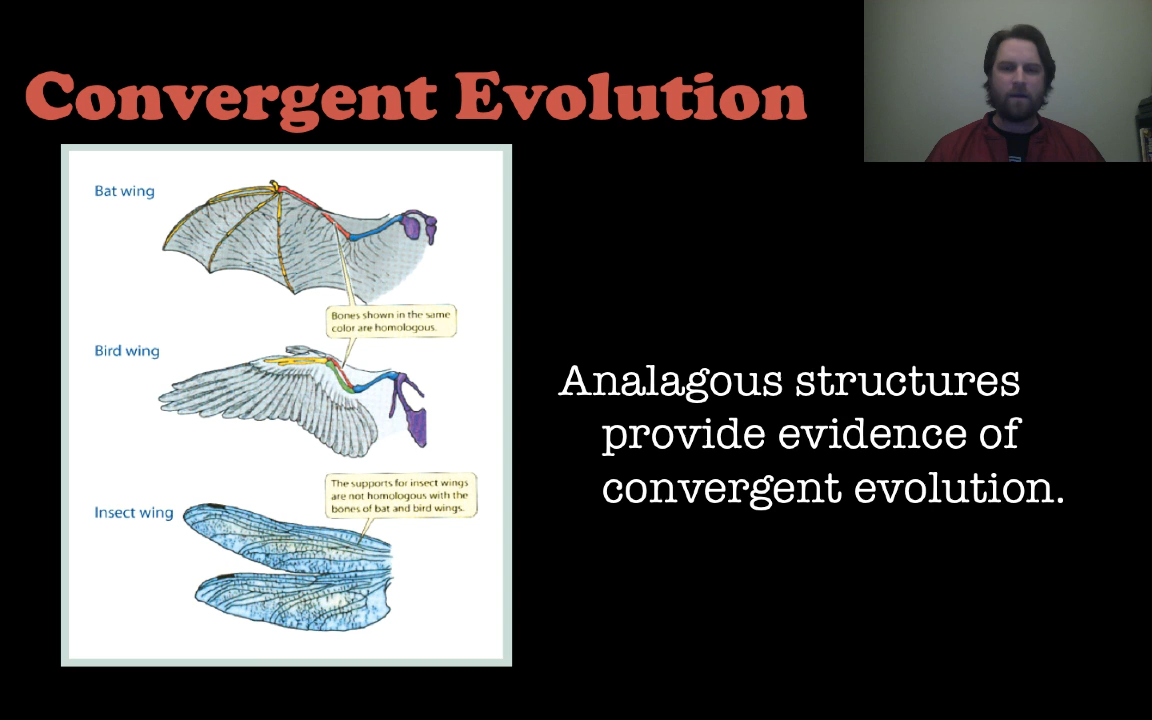 Convergent Evolution
Bat wing
Bones shown in the same
color are homologous.
Bird wing
The supports for insect wings
are not homologous with the
bones of bat and bird wings.
Insect wing
Analagous structures
provide evidence of
convergent evolution.